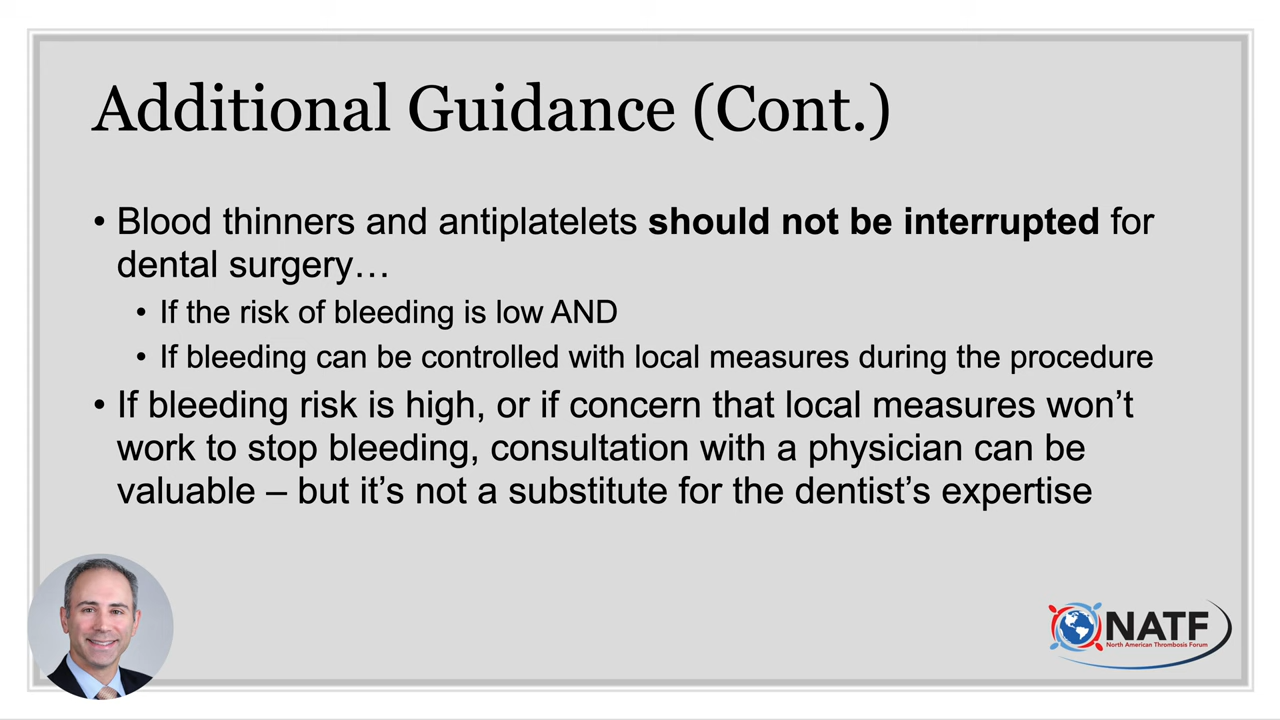 Additional Guidance (Cont.)
• Blood thinners and antiplatelets should not be interrupted for
dental surgery…
• If the risk of bleeding is low AND
• If bleeding can be controlled with local measures during the procedure
• If bleeding risk is high, or if concern that local measures won’t
work to stop bleeding, consultation with a physician can be
valuable – but it’s not a substitute for the dentist’s expertise
NATF
North American Thrombosis Forum